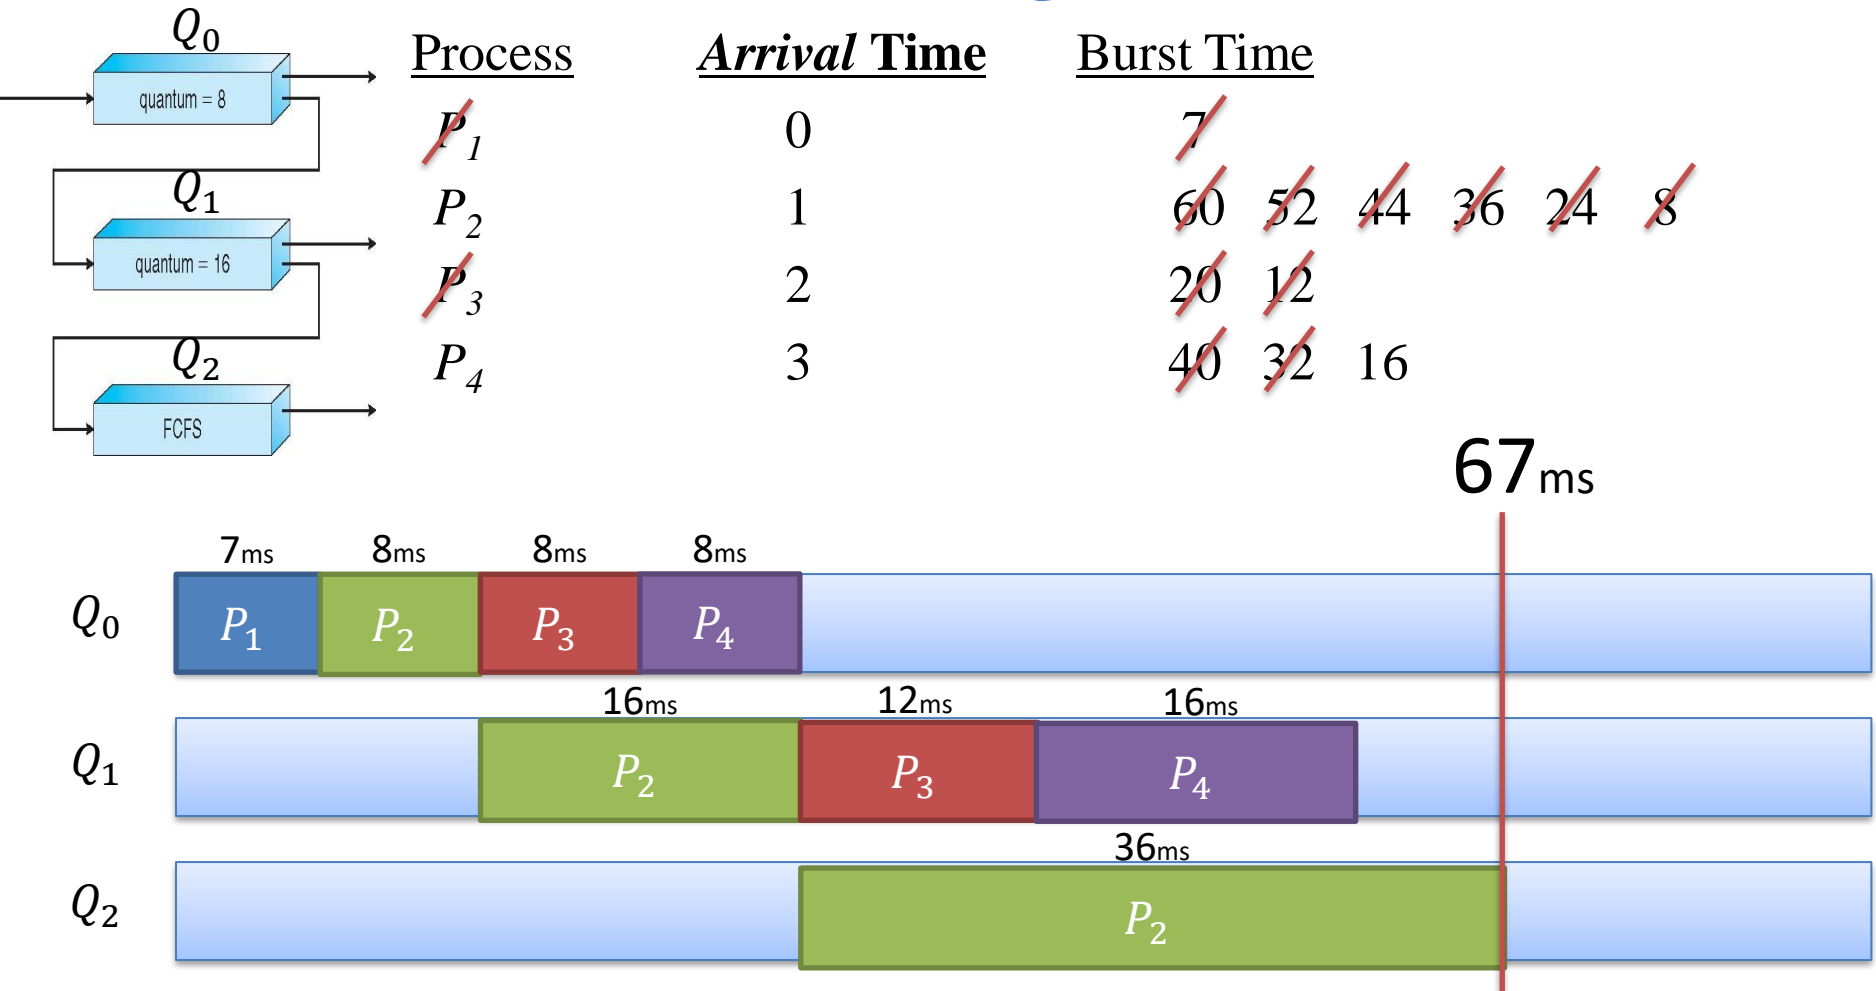 Q0
quantum = 8
Q1
quantum = 16
Q2
FCFS
Process Arrival Time Burst Time
P1 0 7
P2 1 60 52 44 36 24 8
P3 2 20 12
P4 3 40 32 16
67ms
7ms 8ms 8ms 8ms
Q0 P1 P2 P3 P4
16ms 12ms 16ms
Q1 P2 P3 P4
36ms
Q2 P2